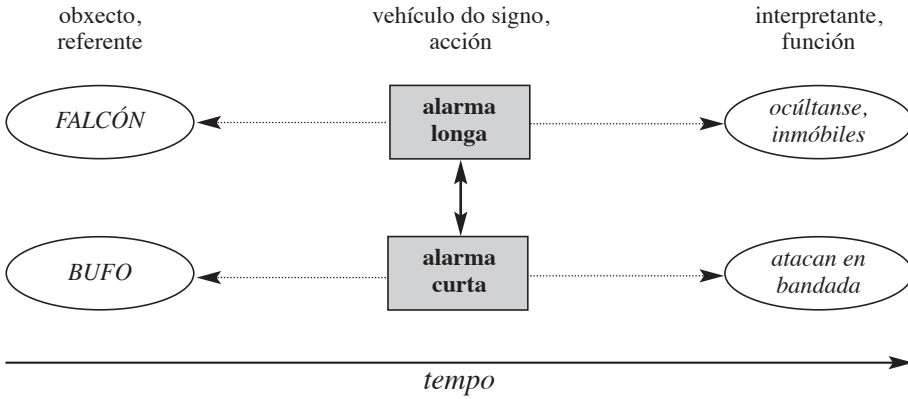 obxecto,
referente
vehículo do signo,
acción
interpretante,
función
FALCÓN
alarma
longa
ocúltanse,
inmóbiles
BUFO
alarma
curta
atacan en
bandada
tempo